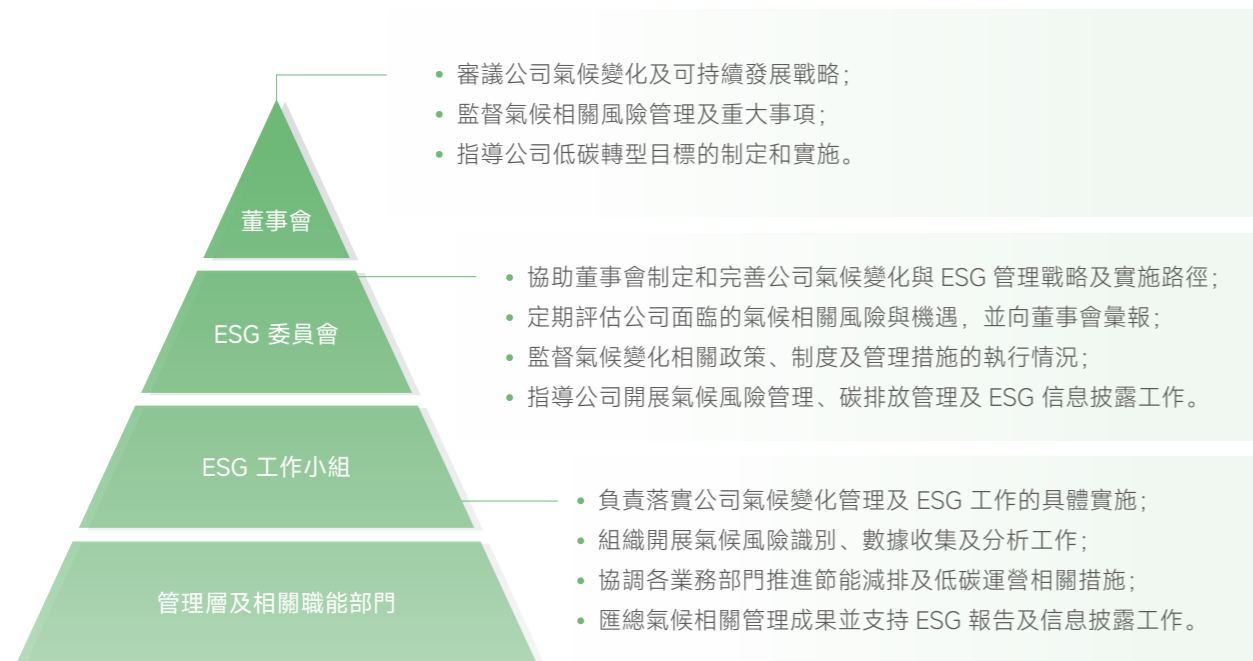 • 審議公司氣候變化及可持續發展戰略；
• 監督氣候相關風險管理及重大事項；
• 指導公司低碳轉型目標的制定和實施。
董事會
• 協助董事會制定和完善公司氣候變化與 ESG 管理戰略及實施路徑；
• 定期評估公司面臨的氣候相關風險與機遇，並向董事會彙報；
• 監督氣候變化相關政策、制度及管理措施的執行情況；
• 指導公司開展氣候風險管理、碳排放管理及 ESG 信息披露工作。
ESG 委員會
• 負責落實公司氣候變化管理及 ESG 工作的具體實施；
• 組織開展氣候風險識別、數據收集及分析工作；
• 協調各業務部門推進節能減排及低碳運營相關措施；
• 匯總氣候相關管理成果並支持 ESG 報告及信息披露工作。
ESG 工作小組
管理層及相關職能部門